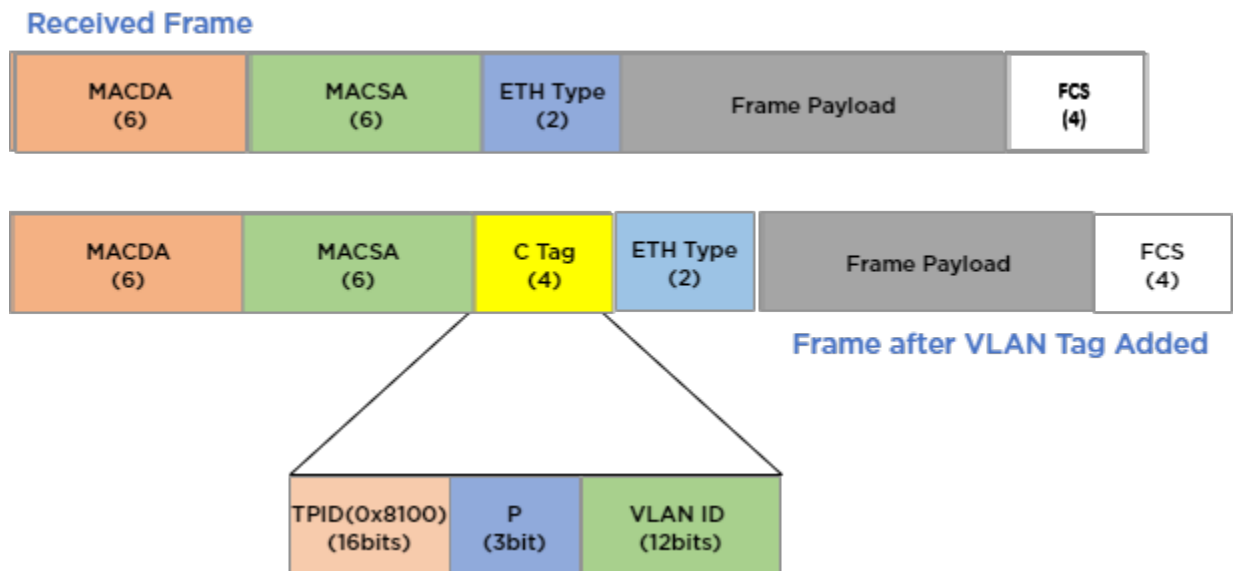 Received Frame
MACDA
(6)
MACSA
(6)
ETH Type
(2)
Frame Payload
FCS
(4)
MACDA
(6)
MACSA
(6)
C Tag
(4)
ETH Type
(2)
Frame Payload
FCS
(4)
Frame after VLAN Tag Added
TPID(0x8100)
(16bits)
P
(3bit)
VLAN ID
(12bits)